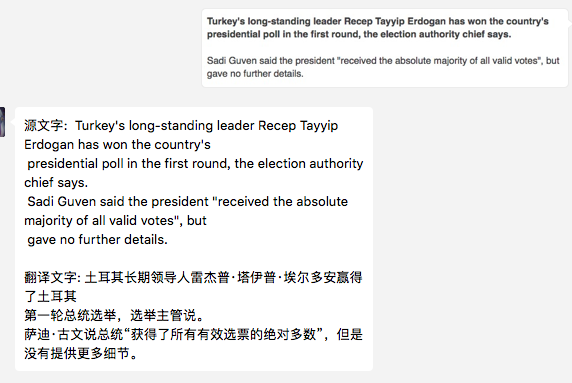 Turkey's long-standing leader Recep Tayyip Erdogan has won the country's
presidential poll in the first round, the election authority chief says.
Sadi Guven said the president "received the absolute majority of all valid votes", but
gave no further details.
源文字: Turkey's long-standing leader Recep Tayyip
Erdogan has won the country's
presidential poll in the first round, the election authority
chief says.
Sadi Guven said the president "received the absolute
majority of all valid votes", but
gave no further details.
翻译文字: 土耳其长期领导人雷杰普·塔伊普·埃尔多安赢得
了土耳其
第一轮总统选举，选举主管说。
萨迪·古文说总统“获得了所有有效选票的绝对多数”，但是
没有提供更多细节。